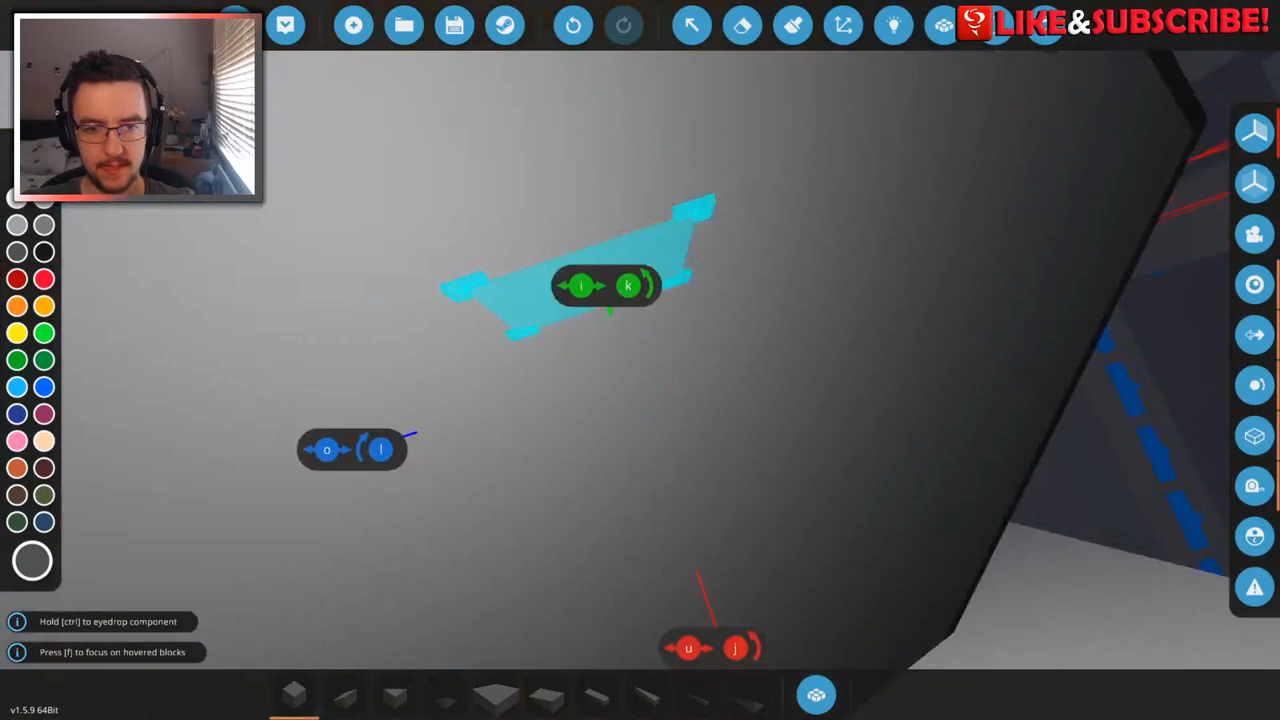 LIKE&SUBSCRIBE!
i k
o l
u j
Hold [ctrl] to eyedrop component
Press [f] to focus on hovered blocks
v1.5.9 64Bit